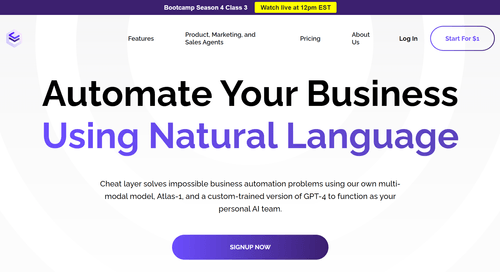 Bootcamp Season 4 Class 3 Watch live at 12pm EST
Features Product, Marketing, and Sales Agents Pricing About Us Log In Start For $1
Automate Your Business
Using Natural Language
Cheat layer solves impossible business automation problems using our own multi-
modal model, Atlas-1, and a custom-trained version of GPT-4 to function as your
personal AI team.
SIGNUP NOW